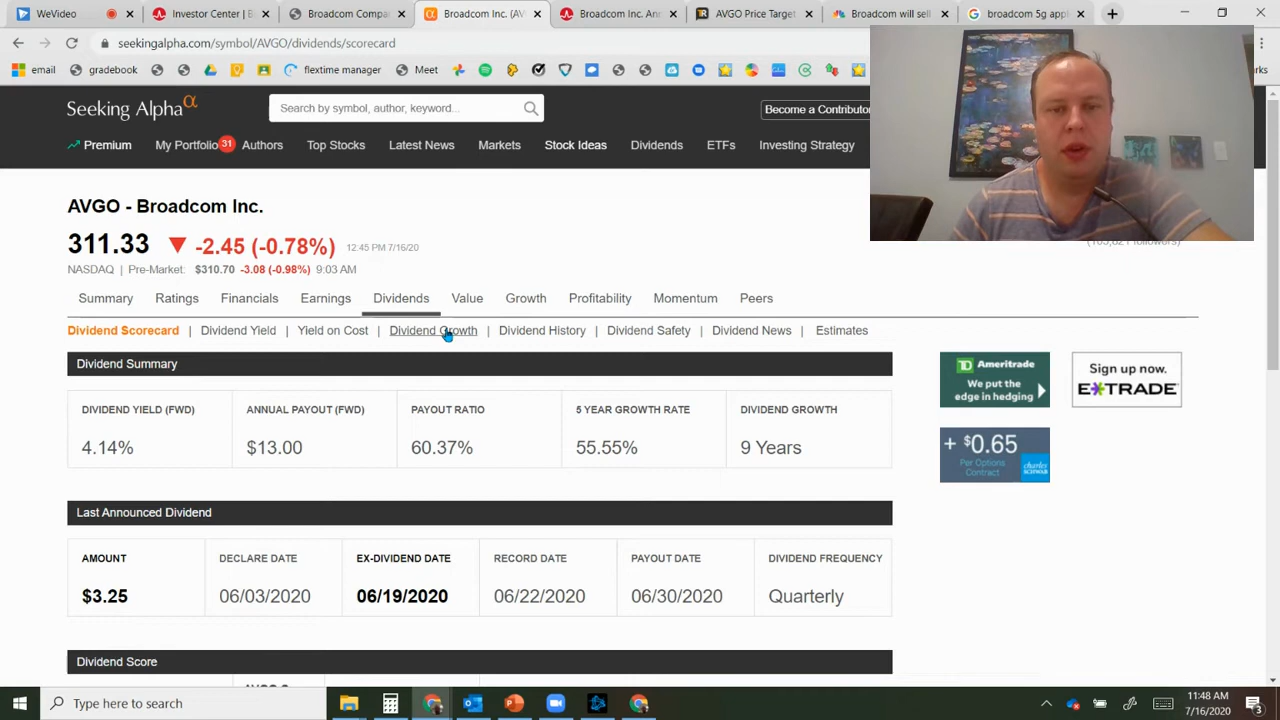 WeVideo
Investor Center | B
Broadcom Compa
Broadcom Inc. (AV
Broadcom Inc. An
AVGO Price Target
Broadcom will sell
broadcom 5g appl
seekingalpha.com/symbol/AVGO/dividends/scorecard
email
gradebook
flextime manager
Meet
Seeking Alpha α
Search by symbol, author, keyword...
Become a Contributor
Premium
My Portfolio 31
Authors
Top Stocks
Latest News
Markets
Stock Ideas
Dividends
ETFs
Investing Strategy
AVGO - Broadcom Inc.
311.33 ▼ -2.45 (-0.78%) 12:45 PM 7/16/20
NASDAQ | Pre-Market: $310.70 -3.08 (-0.98%) 9:03 AM
Summary Ratings Financials Earnings Dividends Value Growth Profitability Momentum Peers
Dividend Scorecard | Dividend Yield | Yield on Cost | Dividend Growth | Dividend History | Dividend Safety | Dividend News | Estimates
Dividend Summary
DIVIDEND YIELD (FWD) ANNUAL PAYOUT (FWD) PAYOUT RATIO 5 YEAR GROWTH RATE DIVIDEND GROWTH
4.14% $13.00 60.37% 55.55% 9 Years
TD Ameritrade
We put the
edge in hedging
Sign up now.
E*TRADE
+ $0.65
Per Options
Contract
charles
SCHWAB
Last Announced Dividend
AMOUNT DECLARE DATE EX-DIVIDEND DATE RECORD DATE PAYOUT DATE DIVIDEND FREQUENCY
$3.25 06/03/2020 06/19/2020 06/22/2020 06/30/2020 Quarterly
Dividend Score
Type here to search
11:48 AM
7/16/2020
3